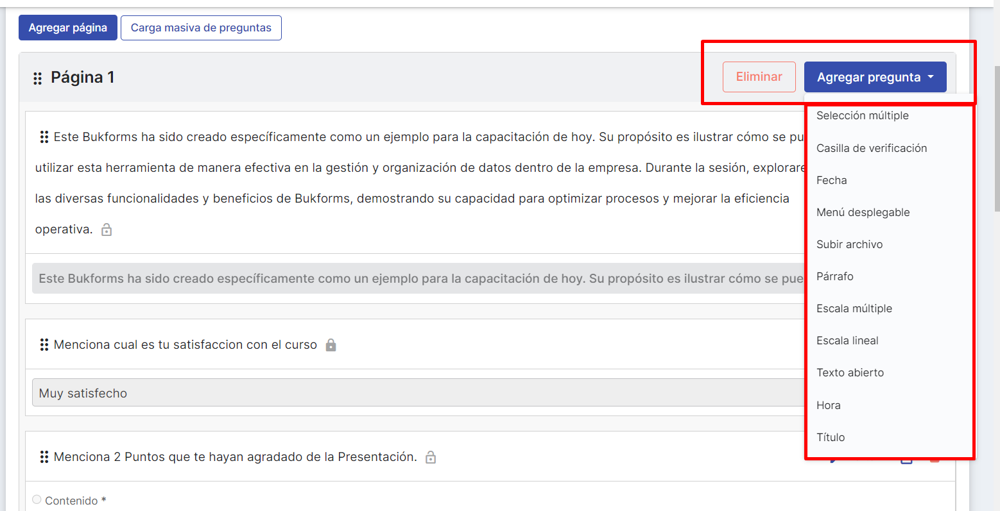 Agregar página
Carga masiva de preguntas
Página 1
Eliminar
Agregar pregunta
Selección múltiple
Casilla de verificación
Fecha
Menú desplegable
Subir archivo
Párrafo
Escala múltiple
Escala lineal
Texto abierto
Hora
Título
Este Bukforms ha sido creado específicamente como un ejemplo para la capacitación de hoy. Su propósito es ilustrar cómo se
utilizar esta herramienta de manera efectiva en la gestión y organización de datos dentro de la empresa. Durante la sesión,
las diversas funcionalidades y beneficios de Bukforms, demostrando su capacidad para optimizar procesos y mejorar la eficiencia
operativa.
Este Bukforms ha sido creado específicamente como un ejemplo para la capacitación de hoy. Su propósito es ilustrar cómo se
Menciona cual es tu satisfaccion con el curso
Muy satisfecho
Menciona 2 Puntos que te hayan agradado de la Presentación.
Contenido *